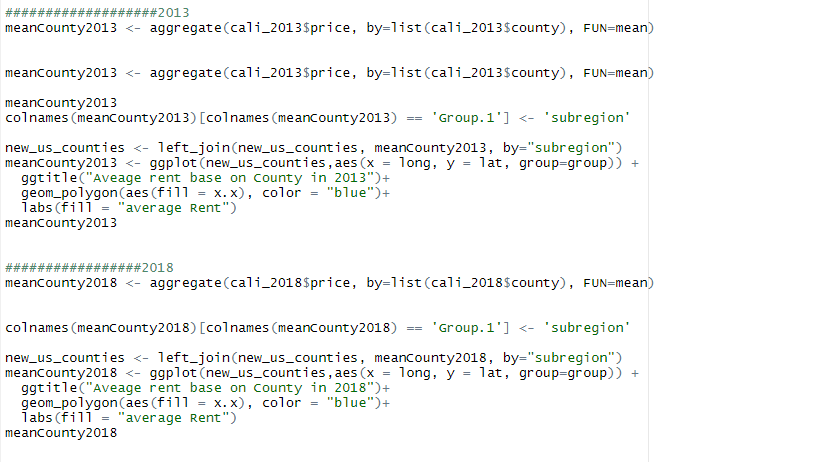 ###################2013
meanCounty2013 <- aggregate(cali_2013$price, by=list(cali_2013$county), FUN=mean)
meanCounty2013 <- aggregate(cali_2013$price, by=list(cali_2013$county), FUN=mean)
meanCounty2013
colnames(meanCounty2013)[colnames(meanCounty2013) == 'Group.1'] <- 'subregion'
new_us_counties <- left_join(new_us_counties, meanCounty2013, by="subregion")
meanCounty2013 <- ggplot(new_us_counties,aes(x = long, y = lat, group=group)) +
  ggtitle("Aveage rent base on County in 2013")+
  geom_polygon(aes(fill = x.x), color = "blue")+
  labs(fill = "average Rent")
meanCounty2013
#################2018
meanCounty2018 <- aggregate(cali_2018$price, by=list(cali_2018$county), FUN=mean)
colnames(meanCounty2018)[colnames(meanCounty2018) == 'Group.1'] <- 'subregion'
new_us_counties <- left_join(new_us_counties, meanCounty2018, by="subregion")
meanCounty2018 <- ggplot(new_us_counties,aes(x = long, y = lat, group=group)) +
  ggtitle("Aveage rent base on County in 2018")+
  geom_polygon(aes(fill = x.x), color = "blue")+
  labs(fill = "average Rent")
meanCounty2018